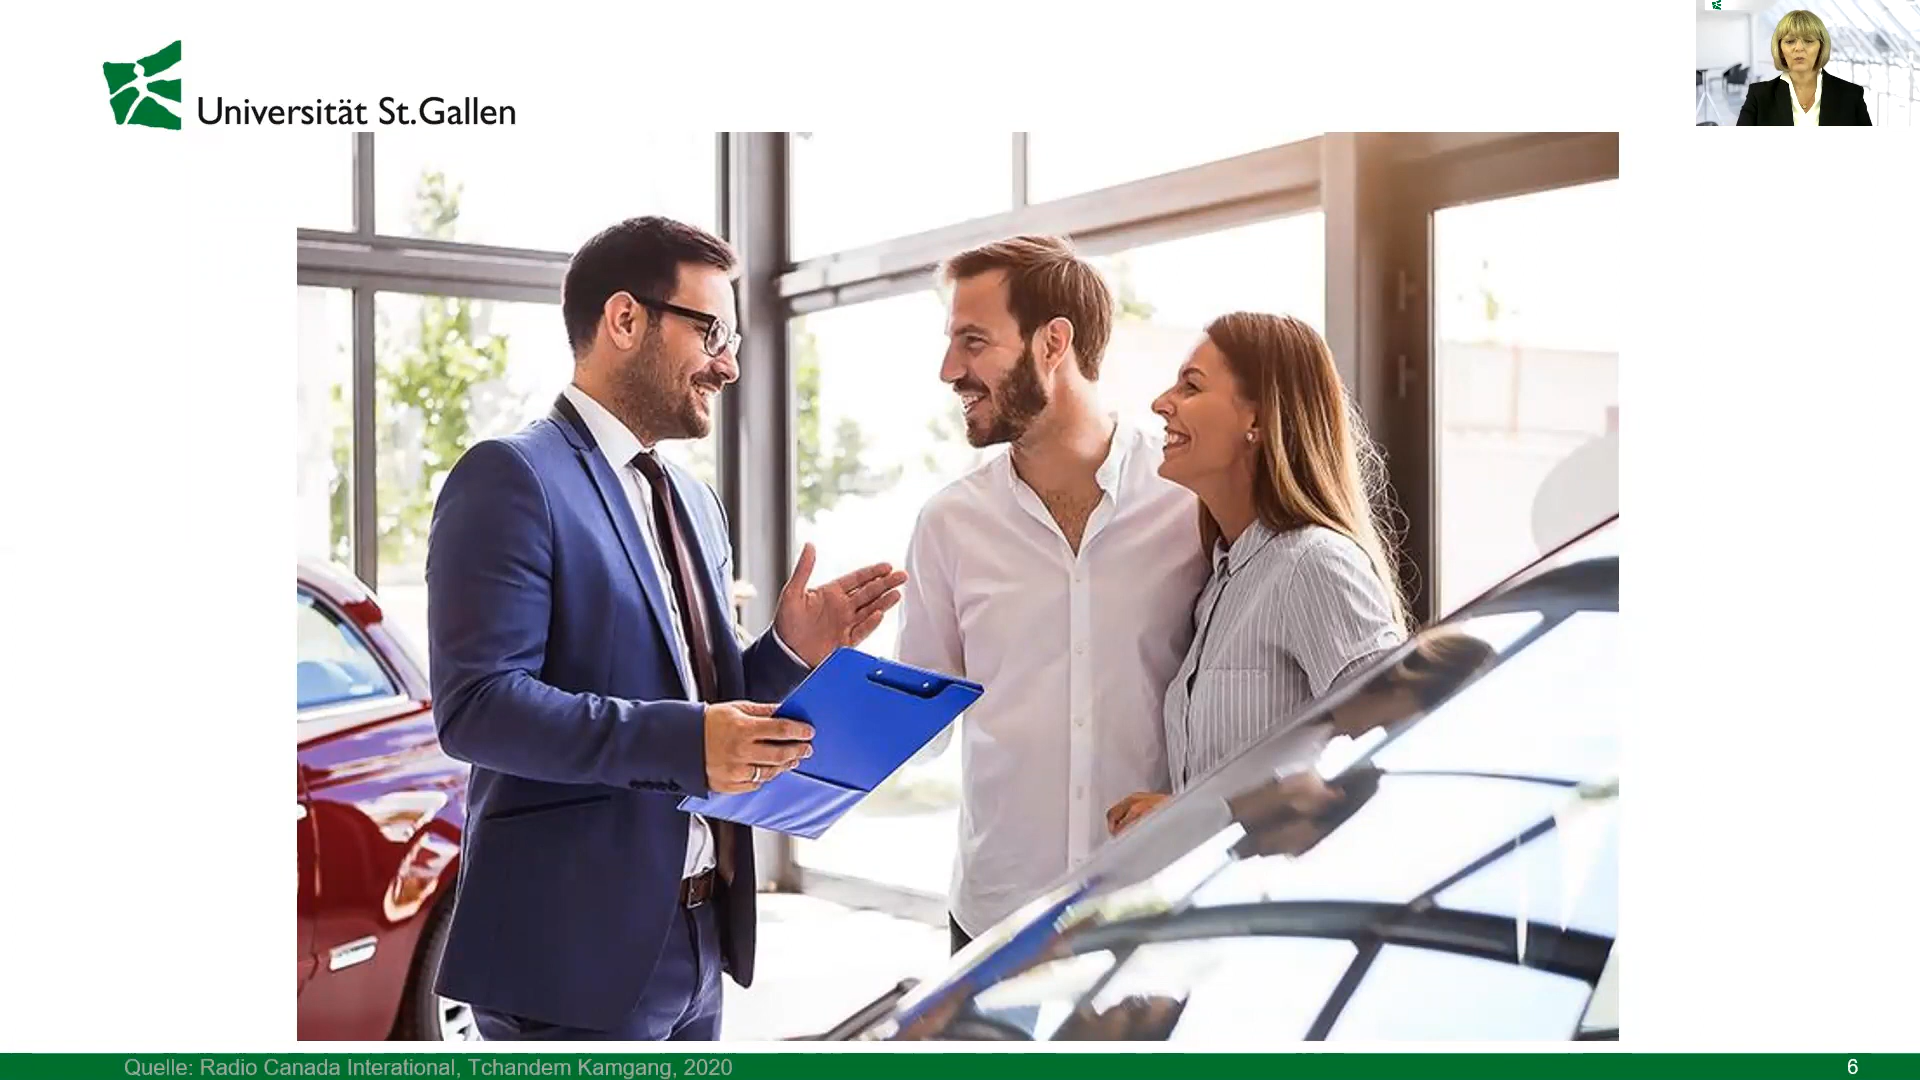 Universität St.Gallen
Quelle: Radio Canada Interational, Tchandem Kamgang, 2020
6